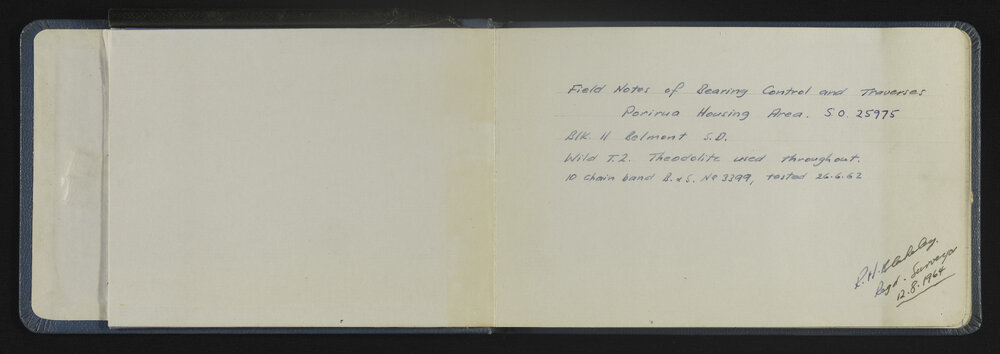 Field Notes of Bearing Control and Traverses
Porirua Housing Area. S.O. 25975
Blk. II Belmont S.D.
Wild T.2. Theodolite used throughout.
10 chain band B. & S. No 3399, tested 26.6.62
R.H. Blakeley.
Regd. Surveyor
12.8.1964